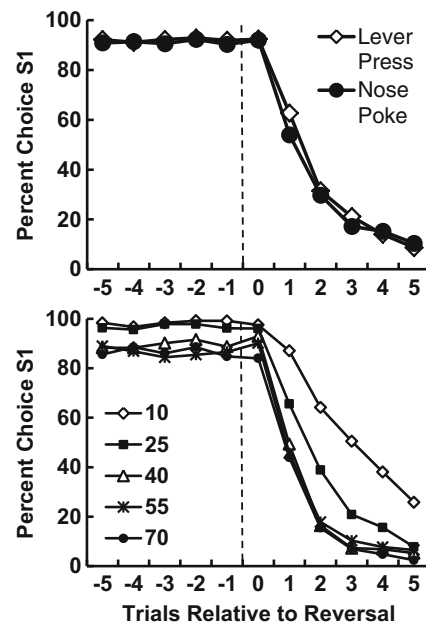 Percent Choice S1
100
80
60
40
20
0
Lever
Press
Nose
Poke
-5 -4 -3 -2 -1 0 1 2 3 4 5
Percent Choice S1
100
80
60
40
20
0
10
25
40
55
70
-5 -4 -3 -2 -1 0 1 2 3 4 5
Trials Relative to Reversal